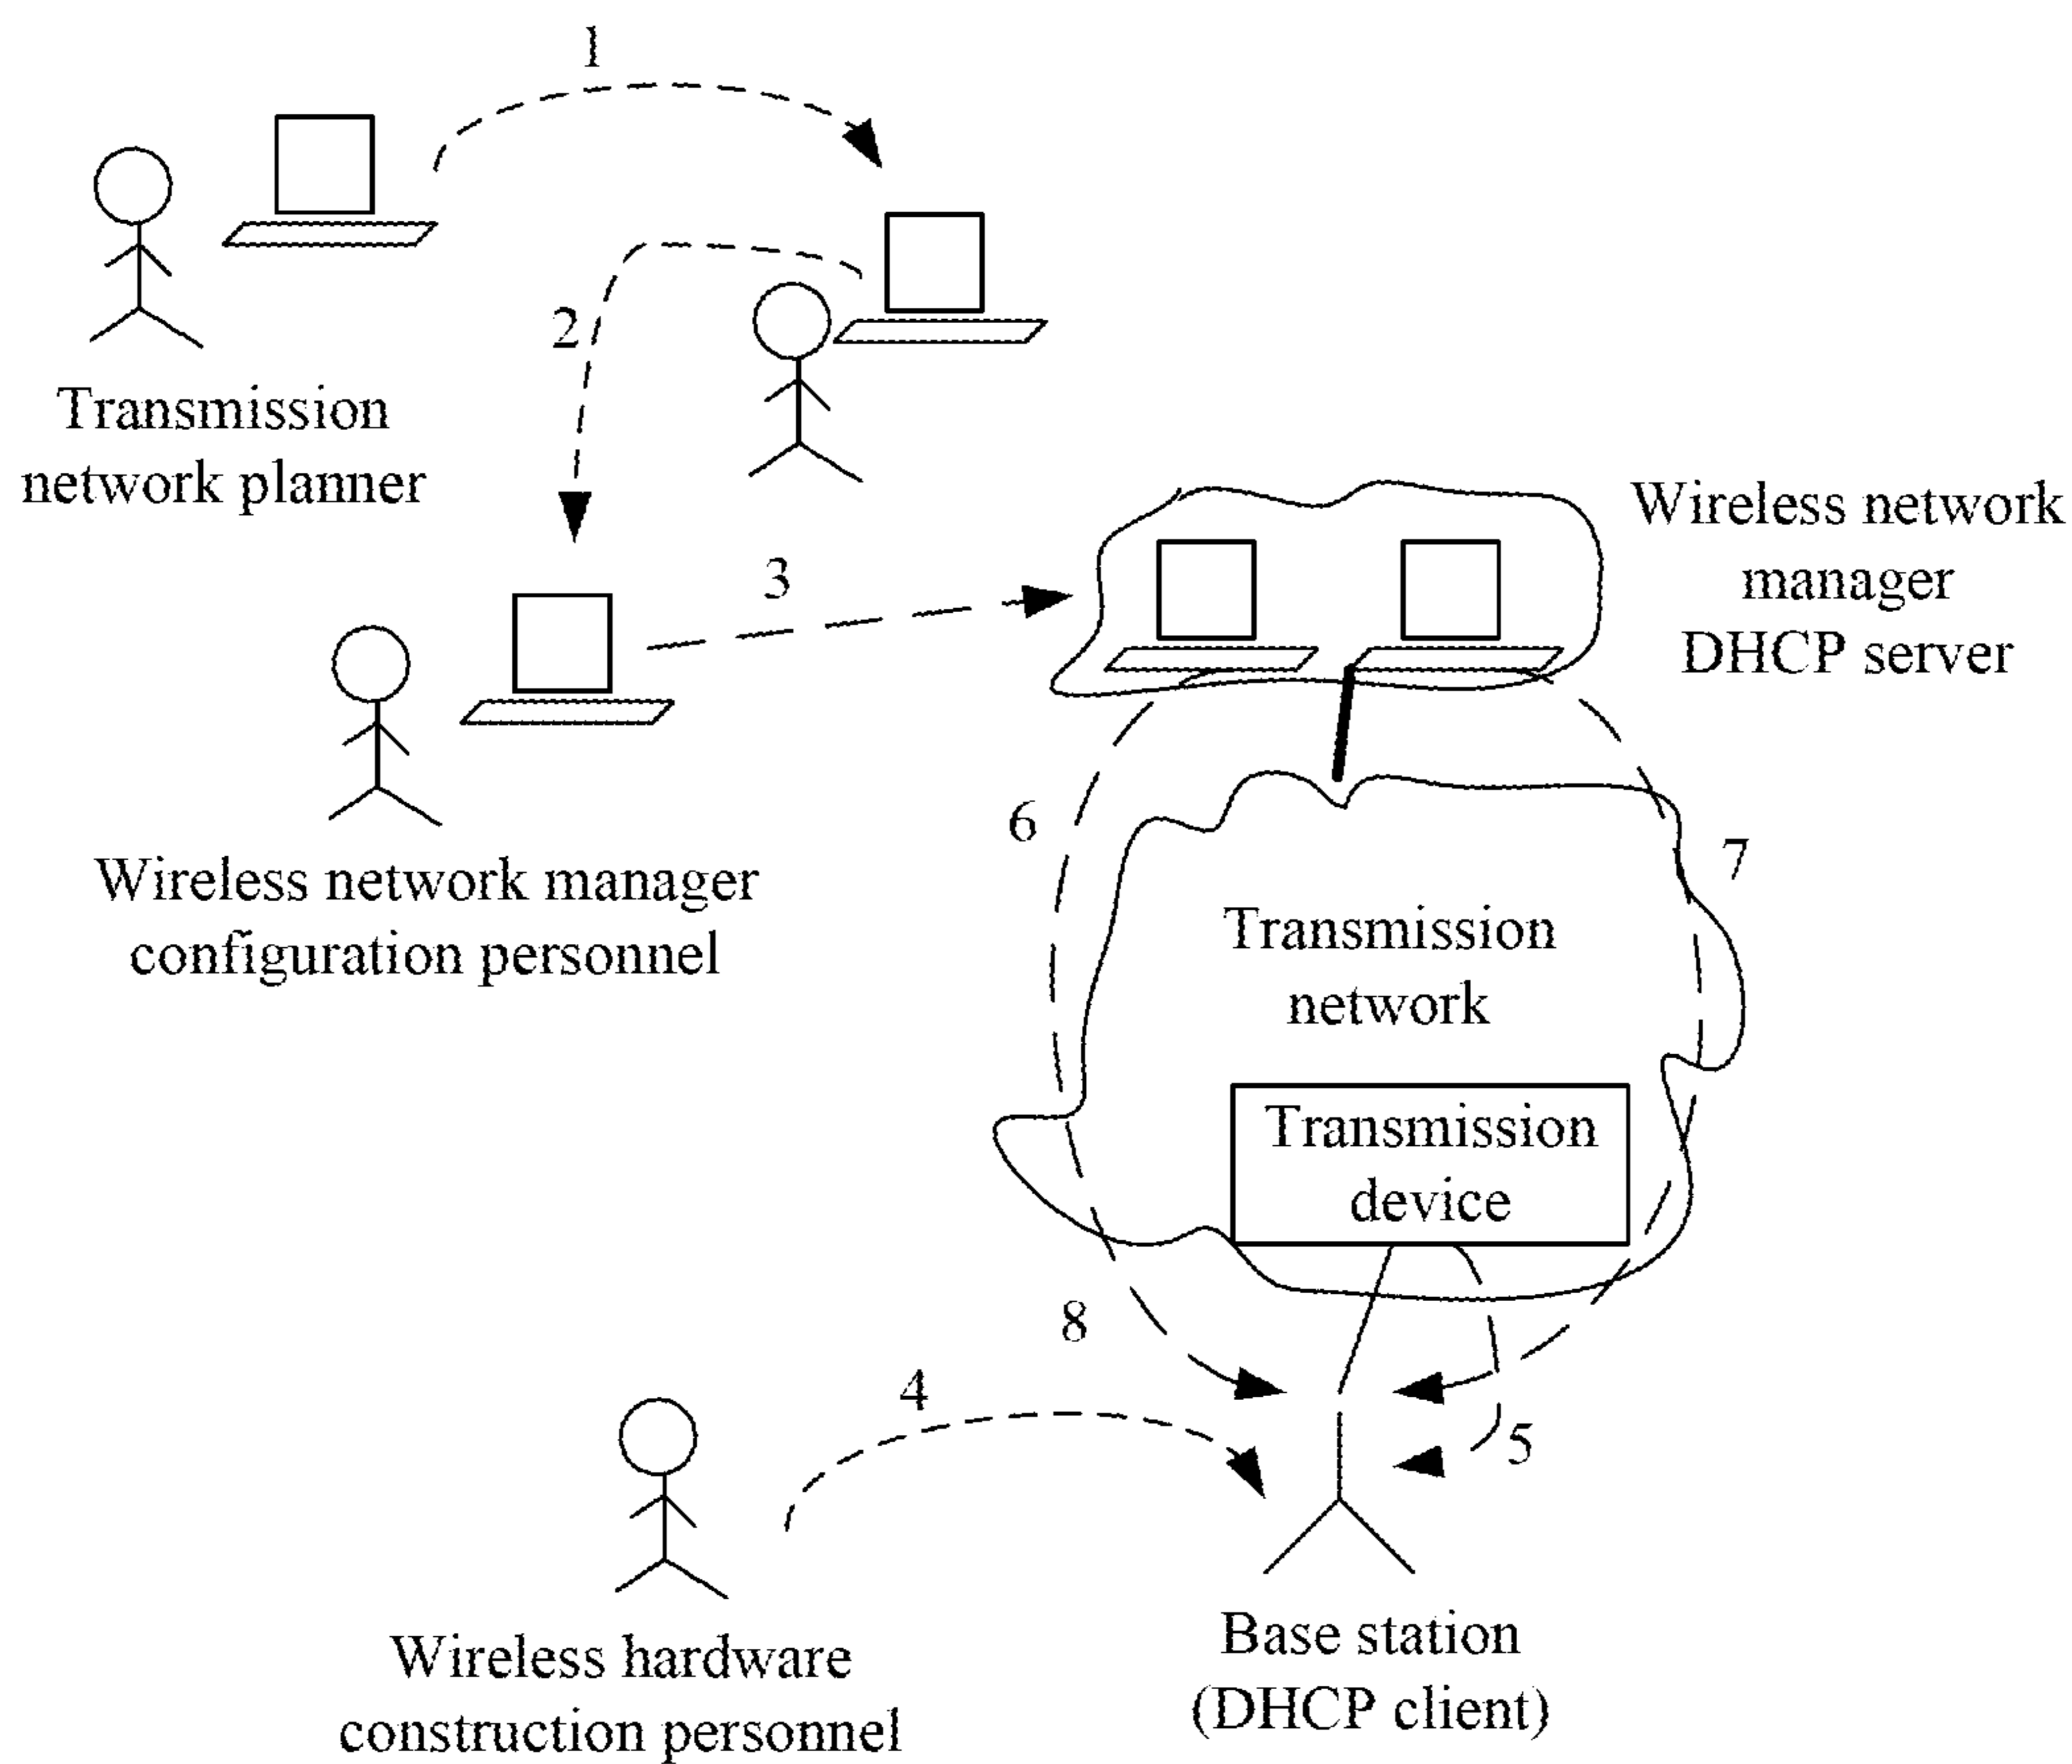 1
2
Transmission
network planner
Wireless network
manager
DHCP server
3
Wireless network manager
configuration personnel
6
7
Transmission
network
Transmission
device
8
4
5
Wireless hardware
construction personnel
Base station
(DHCP client)